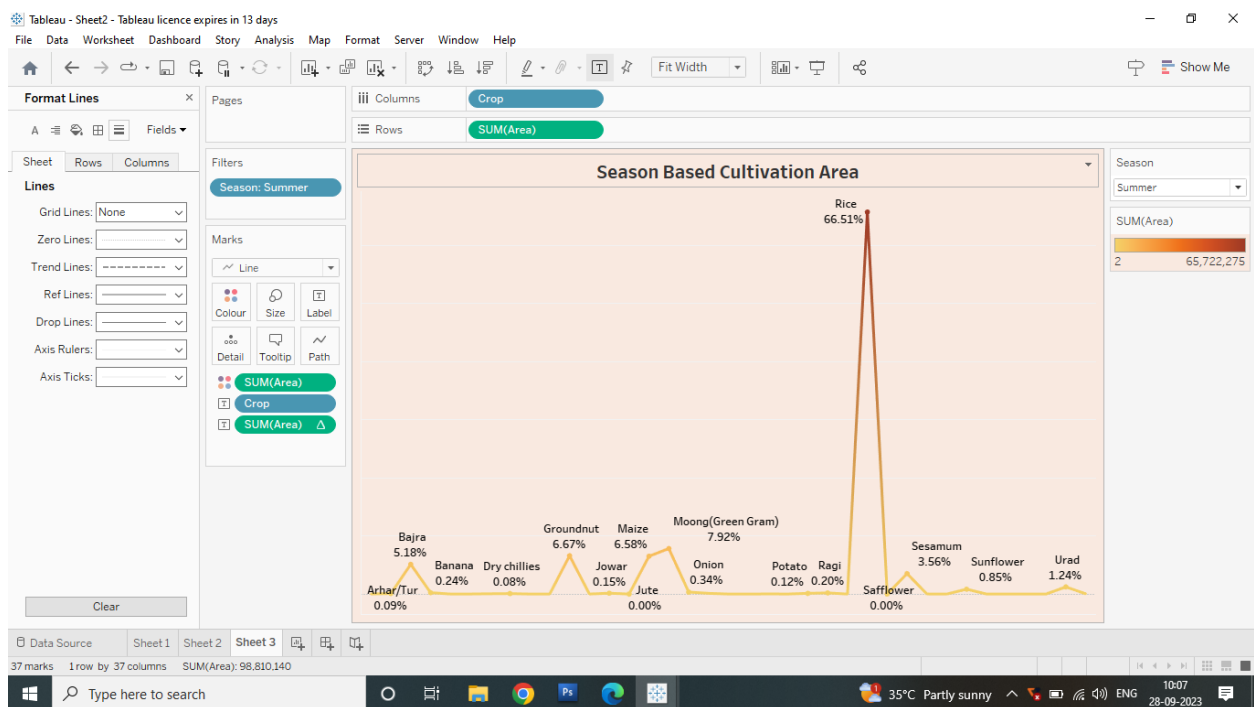 Tableau - Sheet2 - Tableau licence expires in 13 days
File Data Worksheet Dashboard Story Analysis Map Format Server Window Help
Fit Width
Show Me
Format Lines
Fields
Sheet Rows Columns
Lines
Grid Lines: None
Zero Lines:
Trend Lines:
Ref Lines:
Drop Lines:
Axis Rulers:
Axis Ticks:
Clear
Pages
Filters
Season: Summer
Marks
Line
Colour Size Label
Detail Tooltip Path
SUM(Area)
Crop
SUM(Area) Δ
iii Columns Crop
Rows SUM(Area)
Season Based Cultivation Area
Rice
66.51%
Bajra
5.18%
Arhar/Tur
0.09%
Banana
0.24%
Dry chillies
0.08%
Groundnut
6.67%
Jowar
0.15%
Maize
6.58%
Jute
0.00%
Moong(Green Gram)
7.92%
Onion
0.34%
Potato
0.12%
Ragi
0.20%
Safflower
0.00%
Sesamum
3.56%
Sunflower
0.85%
Urad
1.24%
Season
Summer
SUM(Area)
2 65,722,275
Data Source Sheet 1 Sheet 2 Sheet 3
37 marks 1 row by 37 columns SUM(Area): 98,810,140
Type here to search
Ps
35°C Partly sunny
ENG
10:07
28-09-2023